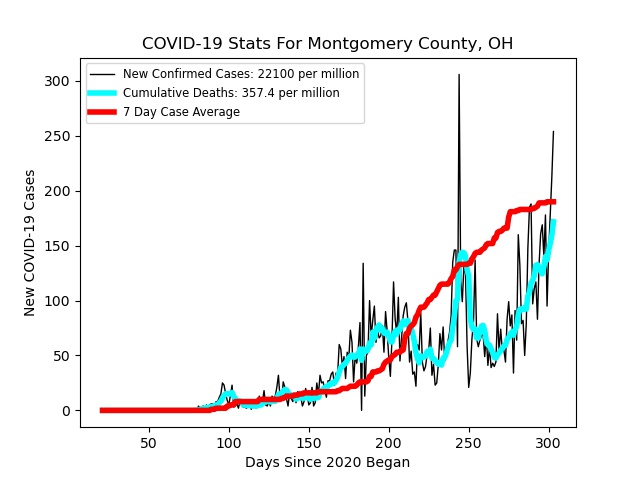 COVID-19 Stats For Montgomery County, OH
New Confirmed Cases: 22100 per million
Cumulative Deaths: 357.4 per million
7 Day Case Average
New COVID-19 Cases
300
250
200
150
100
50
0
50 100 150 200 250 300
Days Since 2020 Began